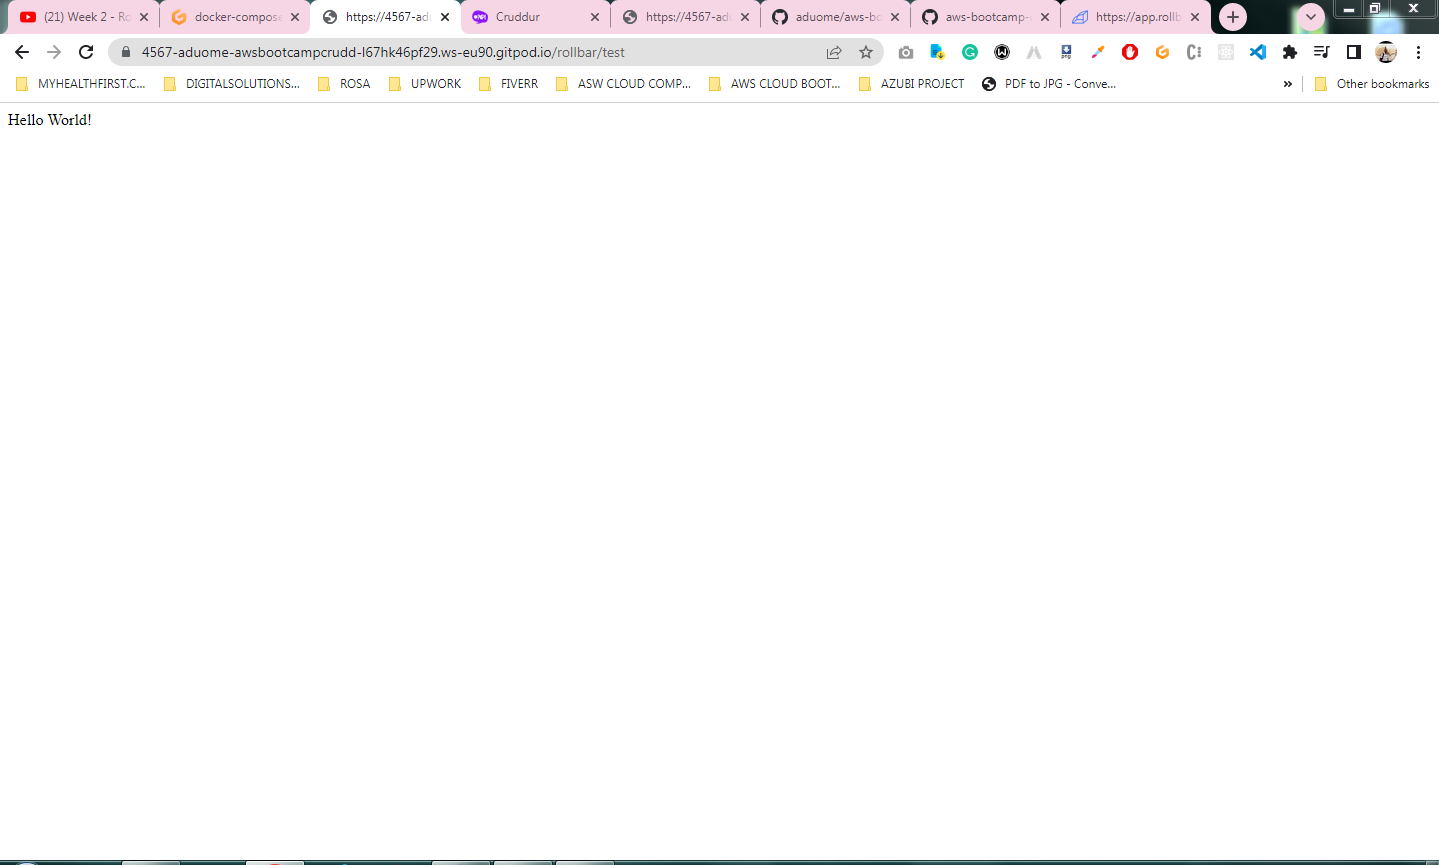 (21) Week 2 - Ro
docker-compose
https://4567-adu
Cruddur
https://4567-adu
aduome/aws-bo
aws-bootcamp-
https://app.rollb
4567-aduome-awsbootcampcrudd-l67hk46pf29.ws-eu90.gitpod.io/rollbar/test
MYHEALTHFIRST.C...
DIGITALSOLUTIONS...
ROSA
UPWORK
FIVERR
ASW CLOUD COMP...
AWS CLOUD BOOT...
AZUBI PROJECT
PDF to JPG - Conve...
»
Other bookmarks
Hello World!